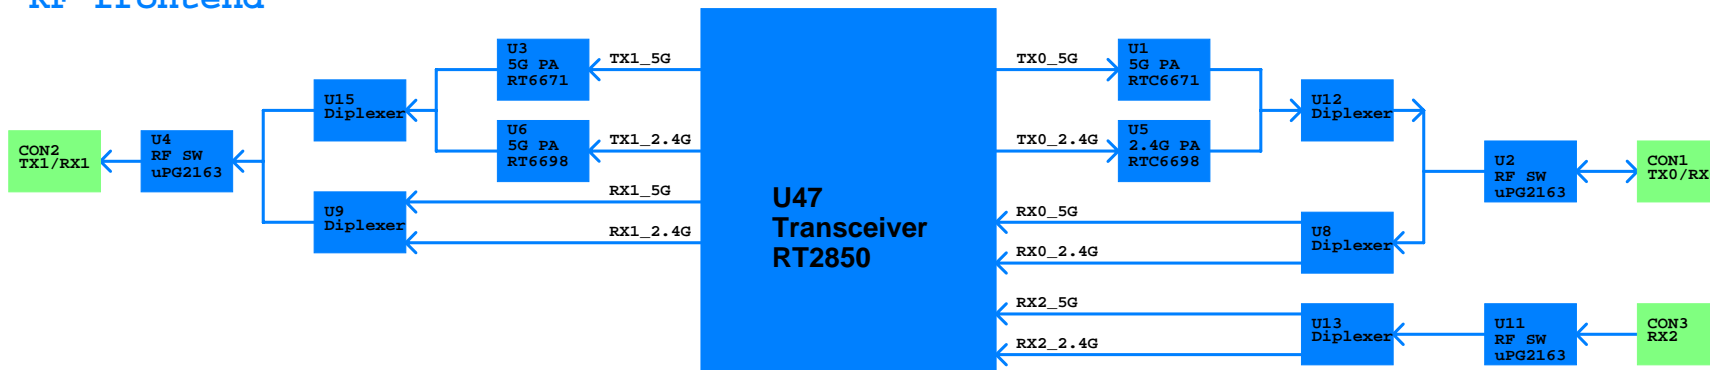 RF frontend
U3
5G PA
RT6671
TX1_5G
TX0_5G
U1
5G PA
RTC6671
U15
Diplexer
U12
Diplexer
U6
5G PA
RT6698
TX1_2.4G
TX0_2.4G
U5
2.4G PA
RTC6698
CON2
TX1/RX1
U4
RF SW
uPG2163
U2
RF SW
uPG2163
CON1
TX0/RX
U47
Transceiver
RT2850
RX1_5G
RX1_2.4G
U9
Diplexer
RX0_5G
RX0_2.4G
U8
Diplexer
RX2_5G
RX2_2.4G
U13
Diplexer
U11
RF SW
uPG2163
CON3
RX2